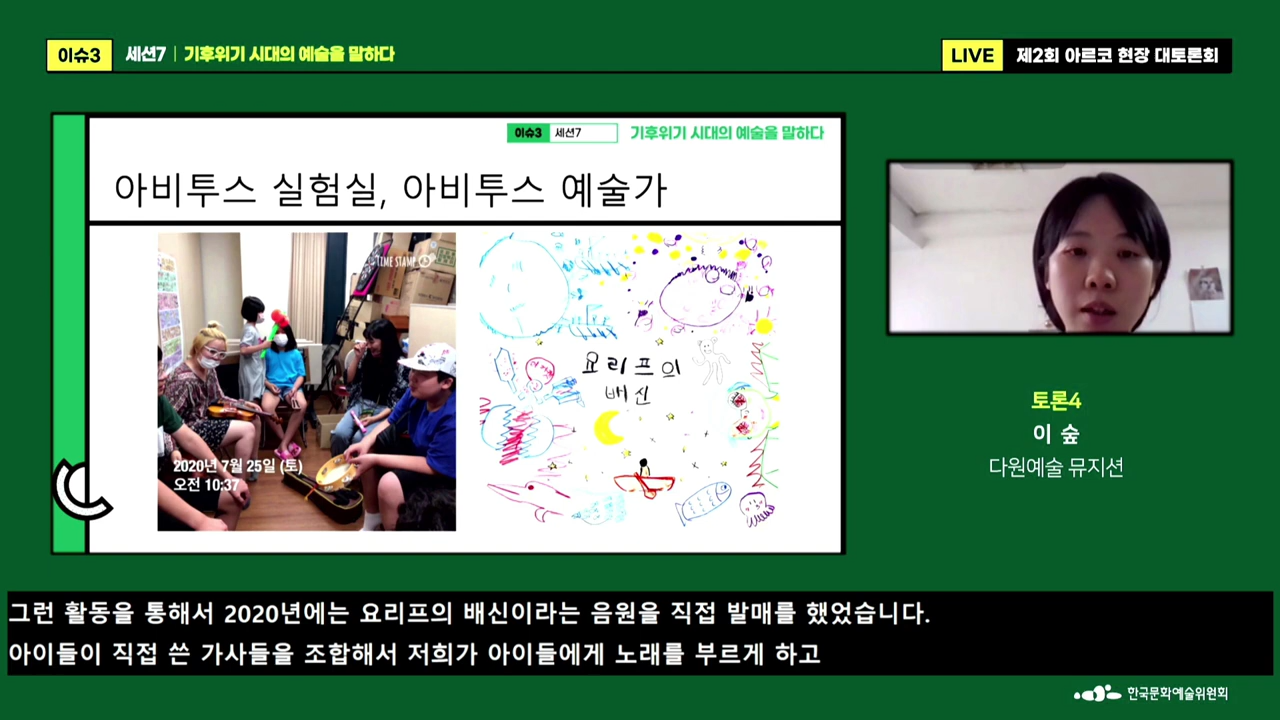 이슈3
세션7 | 기후위기 시대의 예술을 말하다
LIVE
제2회 아르코 현장 대토론회
이슈3 세션7
기후위기 시대의 예술을 말하다
아비투스 실험실, 아비투스 예술가
TIME STAMP
2020년 7월 25일 (토)
오전 10:37
요리프의
배신
토론4
이 숲
다원예술 뮤지션
그런 활동을 통해서 2020년에는 요리프의 배신이라는 음원을 직접 발매를 했었습니다.
아이들이 직접 쓴 가사들을 조합해서 저희가 아이들에게 노래를 부르게 하고
한국문화예술위원회